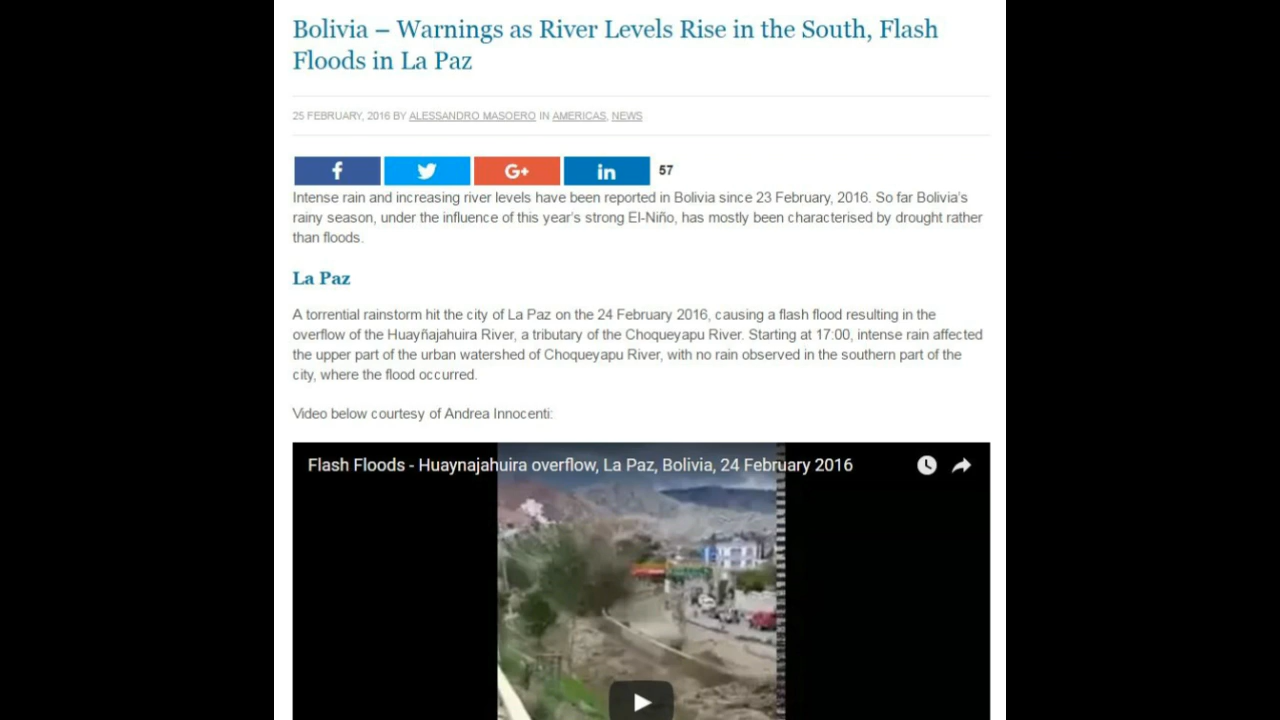 Bolivia – Warnings as River Levels Rise in the South, Flash
Floods in La Paz
25 FEBRUARY, 2016 BY ALESSANDRO MASOERO IN AMERICAS, NEWS
f G+ in 57
Intense rain and increasing river levels have been reported in Bolivia since 23 February, 2016. So far Bolivia's
rainy season, under the influence of this year's strong El-Niño, has mostly been characterised by drought rather
than floods.
La Paz
A torrential rainstorm hit the city of La Paz on the 24 February 2016, causing a flash flood resulting in the
overflow of the Huayñajahuira River, a tributary of the Choqueyapu River. Starting at 17:00, intense rain affected
the upper part of the urban watershed of Choqueyapu River, with no rain observed in the southern part of the
city, where the flood occurred.
Video below courtesy of Andrea Innocenti:
Flash Floods - Huaynajahuira overflow, La Paz, Bolivia, 24 February 2016